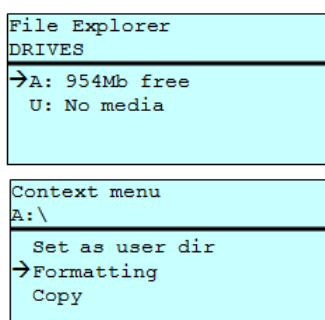 File Explorer
DRIVES
→A: 954Mb free
U: No media
Context menu
A:\
Set as user dir
→Formatting
Copy